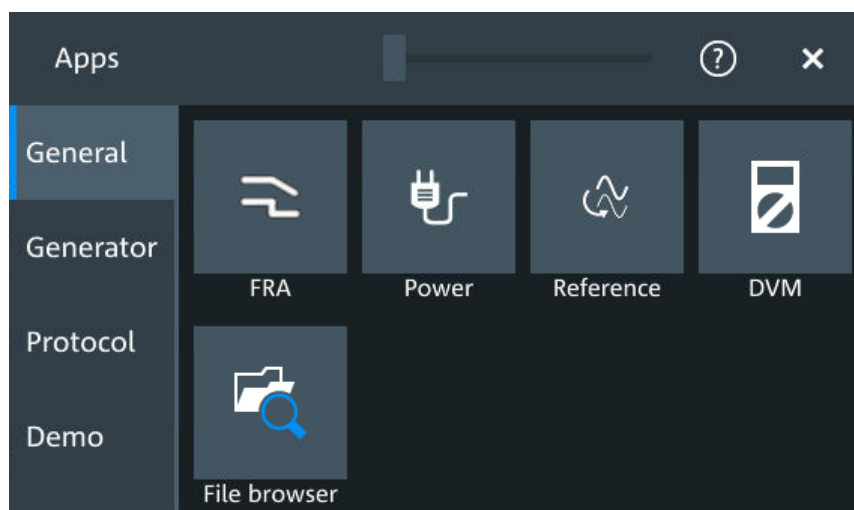 Apps
?
General
Generator
Protocol
Demo
FRA
Power
Reference
DVM
File browser